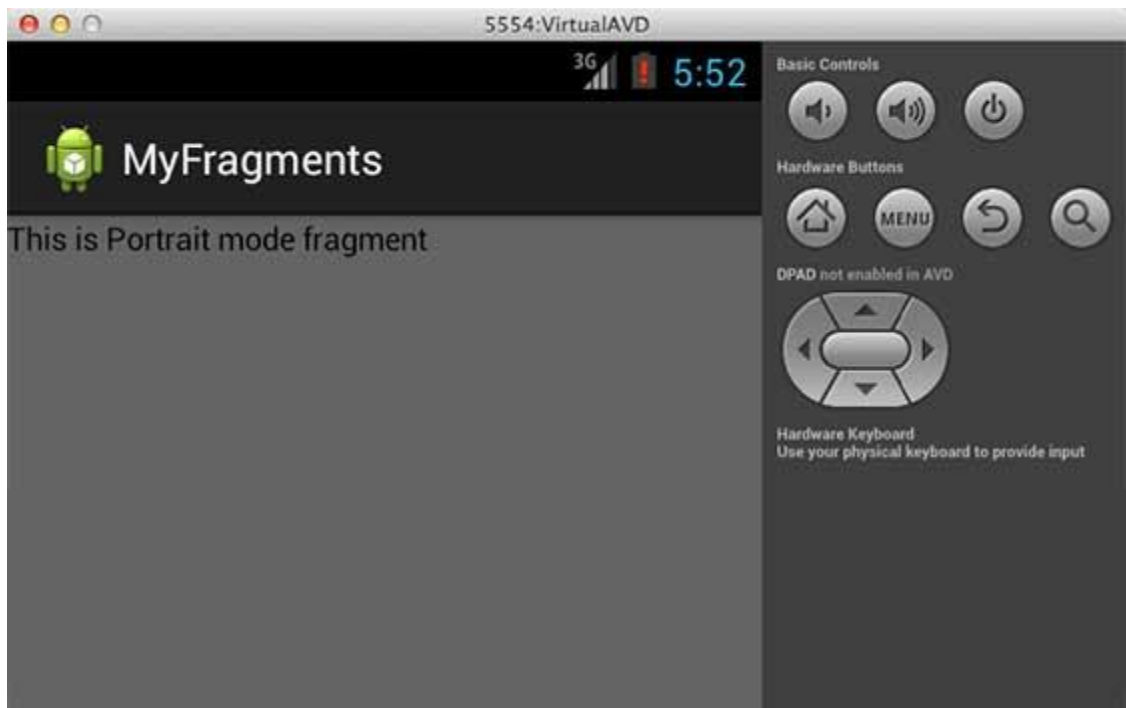 5554:VirtualAVD
3G 5:52
MyFragments
This is Portrait mode fragment
Basic Controls
Hardware Buttons
MENU
DPAD not enabled in AVD
Hardware Keyboard
Use your physical keyboard to provide input